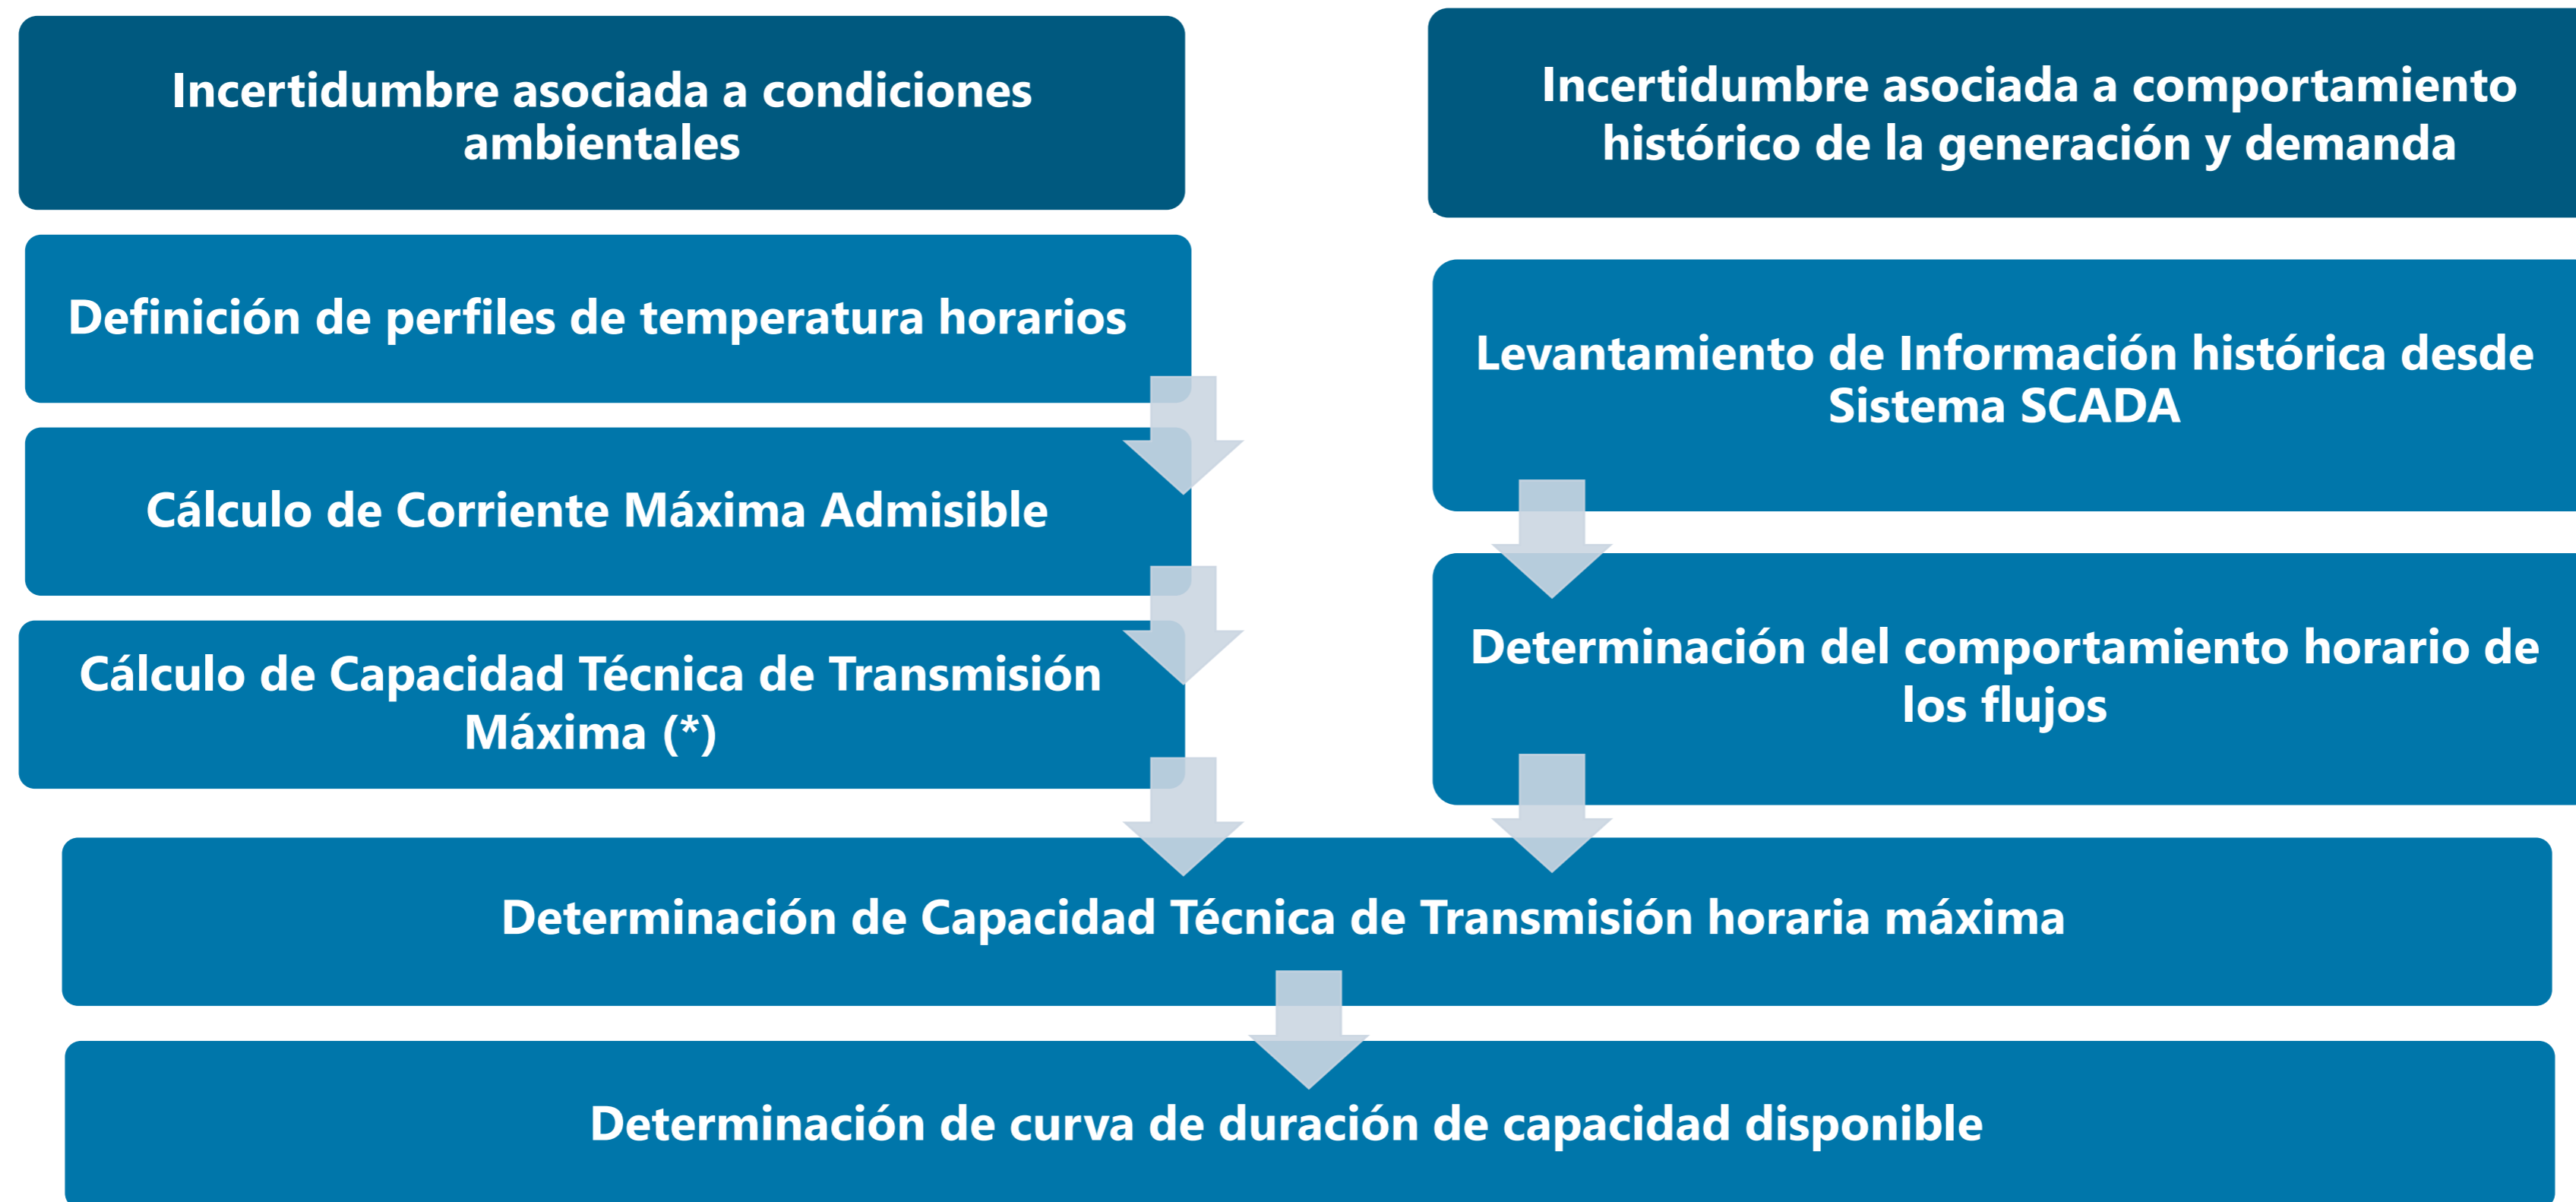 Incertidumbre asociada a condiciones
ambientales
Definición de perfiles de temperatura horarios
Cálculo de Corriente Máxima Admisible
Cálculo de Capacidad Técnica de Transmisión
Máxima (*)
Incertidumbre asociada a comportamiento
histórico de la generación y demanda
Levantamiento de Información histórica desde
Sistema SCADA
Determinación del comportamiento horario de
los flujos
Determinación de Capacidad Técnica de Transmisión horaria máxima
Determinación de curva de duración de capacidad disponible